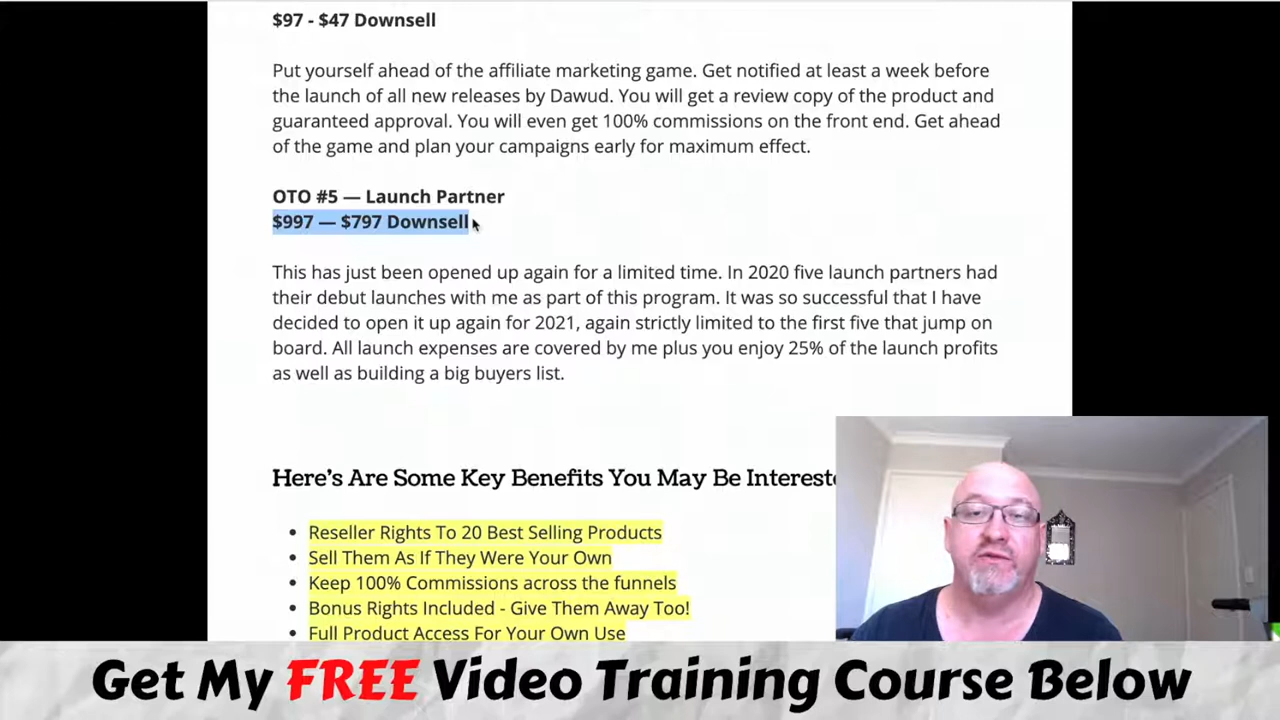 $97 - $47 Downsell
Put yourself ahead of the affiliate marketing game. Get notified at least a week before
the launch of all new releases by Dawud. You will get a review copy of the product and
guaranteed approval. You will even get 100% commissions on the front end. Get ahead
of the game and plan your campaigns early for maximum effect.
OTO #5 — Launch Partner
$997 — $797 Downsell
This has just been opened up again for a limited time. In 2020 five launch partners had
their debut launches with me as part of this program. It was so successful that I have
decided to open it up again for 2021, again strictly limited to the first five that jump on
board. All launch expenses are covered by me plus you enjoy 25% of the launch profits
as well as building a big buyers list.
Here's Are Some Key Benefits You May Be
Reseller Rights To 20 Best Selling Products
Sell Them As If They Were Your Own
Keep 100% Commissions across the funnels
Bonus Rights Included - Give Them Away Too!
Full Product Access For Your Own Use
Get My FREE Video Training Course Below